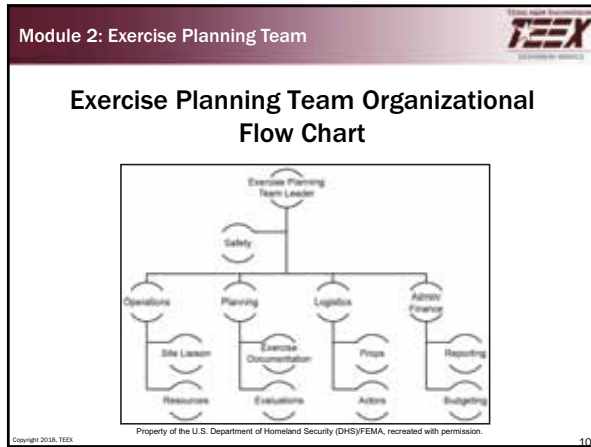 Module 2: Exercise Planning Team
TEEX
Exercise Planning Team Organizational
Flow Chart
Exercise Planning
Team Leader
Safety
Operations
Planning
Logistics
Admin/
Finance
Site Liaison
Exercise
Documentation
Props
Reporting
Resources
Evaluations
Actors
Budgeting
Property of the U.S. Department of Homeland Security (DHS)/FEMA, recreated with permission.
Copyright 2018, TEEX
10